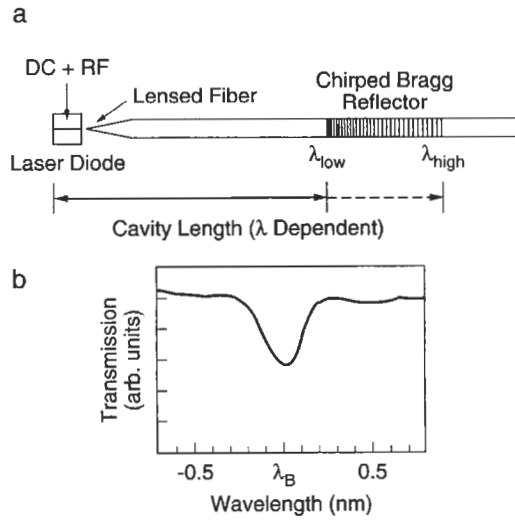 a
DC + RF
Lensed Fiber
Chirped Bragg
Reflector
Laser Diode
λlow
λhigh
Cavity Length (λ Dependent)
b
Transmission
(arb. units)
-0.5
λB
0.5
Wavelength (nm)